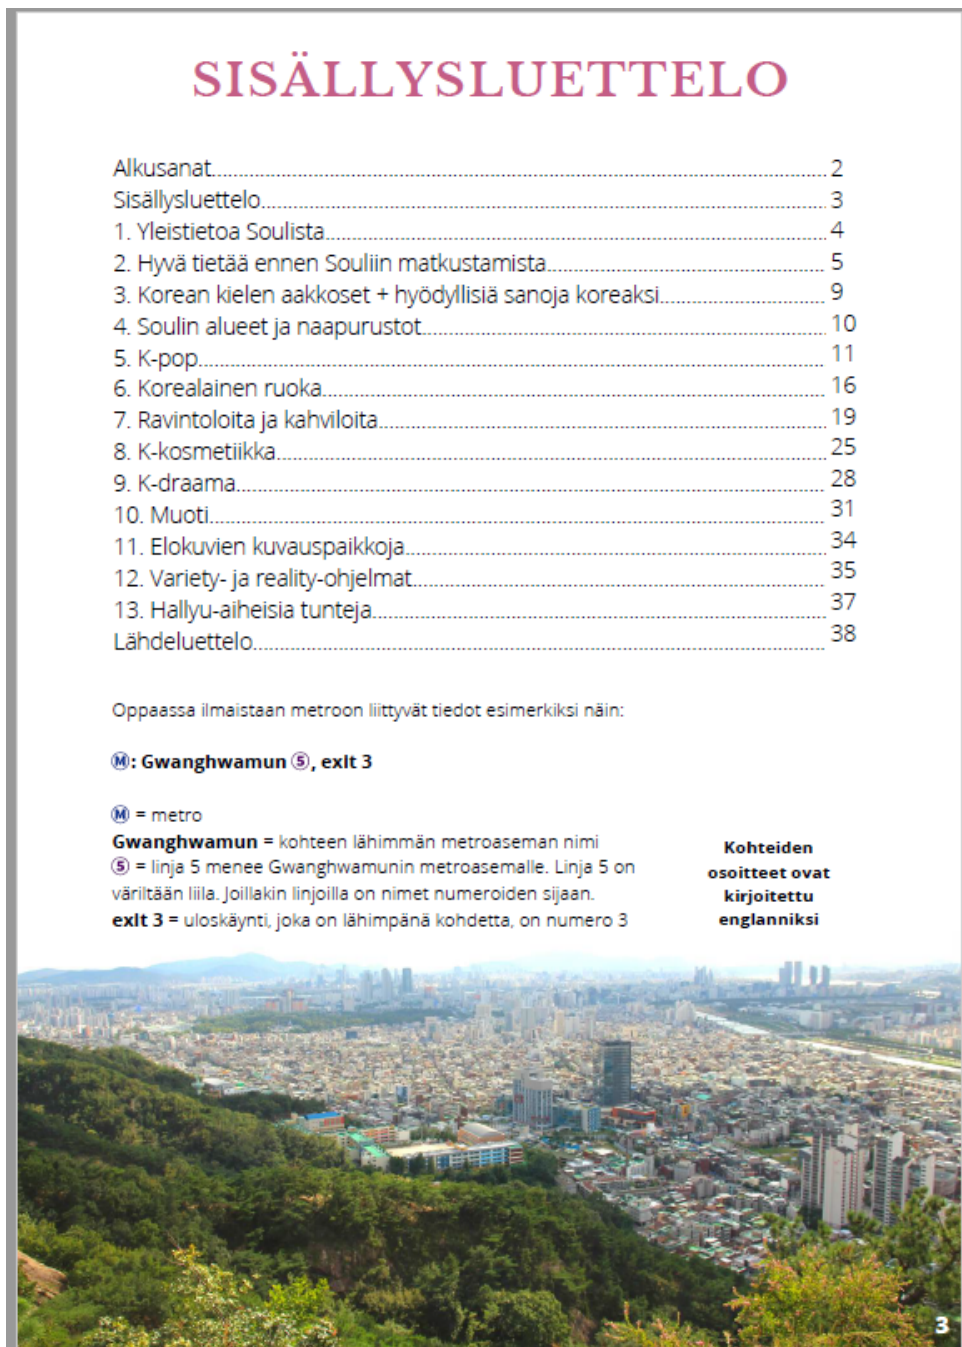 SISÄLLYSLUETTELO
Alkusanat 2
Sisällysluettelo 3
1. Yleistietoa Soulista 4
2. Hyvä tietää ennen Souliin matkustamista 5
3. Korean kielen aakkoset + hyödyllisiä sanoja koreaksi 9
4. Soulin alueet ja naapurustot 10
5. K-pop 11
6. Korealainen ruoka 16
7. Ravintoloita ja kahviloita 19
8. K-kosmetiikka 25
9. K-draama 28
10. Muoti 31
11. Elokuvien kuvauspaikkoja 34
12. Variety- ja reality-ohjelmat 35
13. Hallyu-aiheisia tunteja 37
Lähdeluettelo 38
Oppaassa ilmaistaan metroon liittyvät tiedot esimerkiksi näin:
Ⓜ: Gwanghwamun ⑤, exit 3
Ⓜ = metro
Gwanghwamun = kohteen lähimmän metroaseman nimi
⑤ = linja 5 menee Gwanghwamunin metroasemalle. Linja 5 on
väriltään liila. Joillakin linjoilla on nimet numeroiden sijaan.
exit 3 = uloskäynti, joka on lähimpänä kohdetta, on numero 3
Kohteiden
osoitteet ovat
kirjoitettu
englanniksi
3